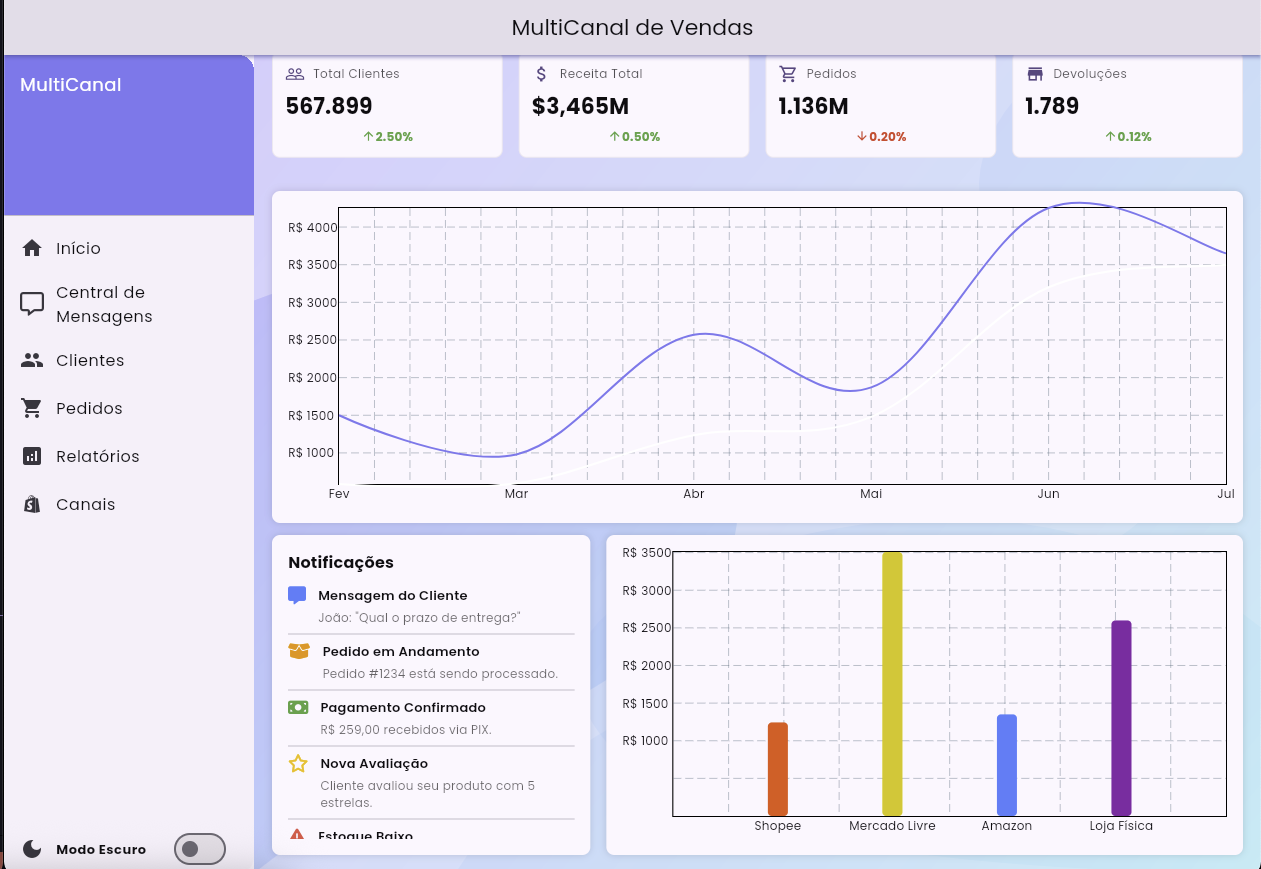 MultiCanal de Vendas
MultiCanal
Início
Central de
Mensagens
Clientes
Pedidos
Relatórios
Canais
Modo Escuro
Total Clientes
567.899
↑2.50%
Receita Total
$3,465M
↑0.50%
Pedidos
1.136M
↓0.20%
Devoluções
1.789
↑0.12%
R$ 4000
R$ 3500
R$ 3000
R$ 2500
R$ 2000
R$ 1500
R$ 1000
Fev Mar Abr Mai Jun Jul
Notificações
Mensagem do Cliente
João: "Qual o prazo de entrega?"
Pedido em Andamento
Pedido #1234 está sendo processado.
Pagamento Confirmado
R$ 259,00 recebidos via PIX.
Nova Avaliação
Cliente avaliou seu produto com 5
estrelas.
Estoque Baixo
R$ 3500
R$ 3000
R$ 2500
R$ 2000
R$ 1500
R$ 1000
Shopee Mercado Livre Amazon Loja Física